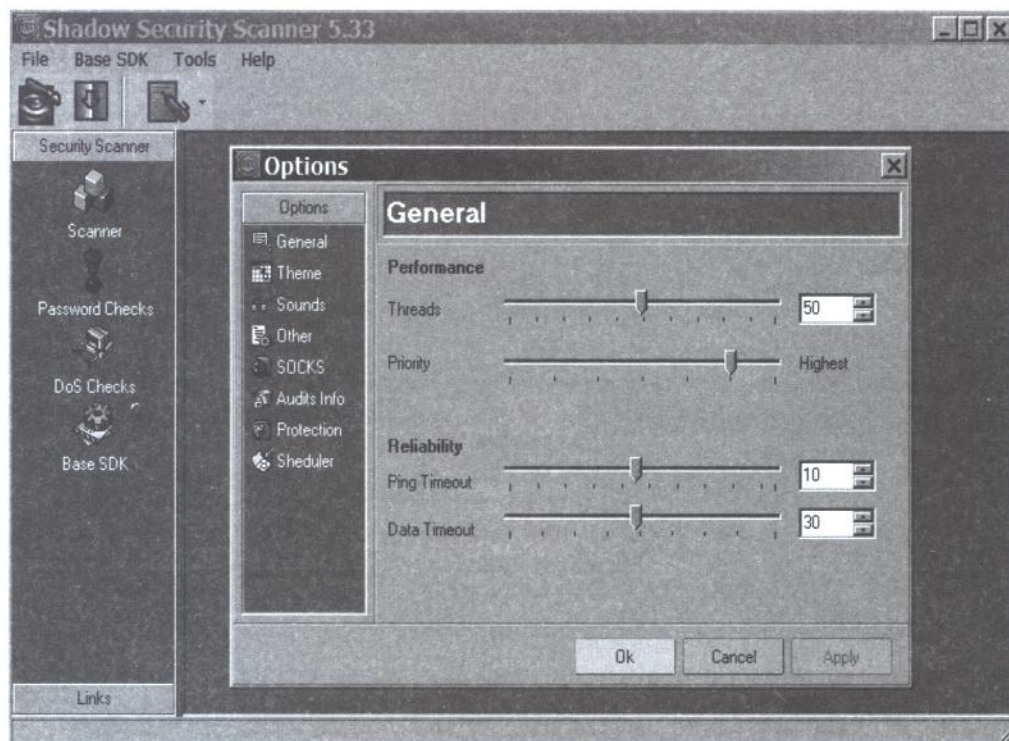 Shadow Security Scanner 5.33
File Base SDK Tools Help
Security Scanner
Scanner
Password Checks
DoS Checks
Base SDK
Links
Options
Options
General
Theme
Sounds
Other
SOCKS
Audits Info
Protection
Sheduler
General
Performance
Threads 50
Priority Highest
Reliability
Ping Timeout 10
Data Timeout 30
Ok Cancel Apply